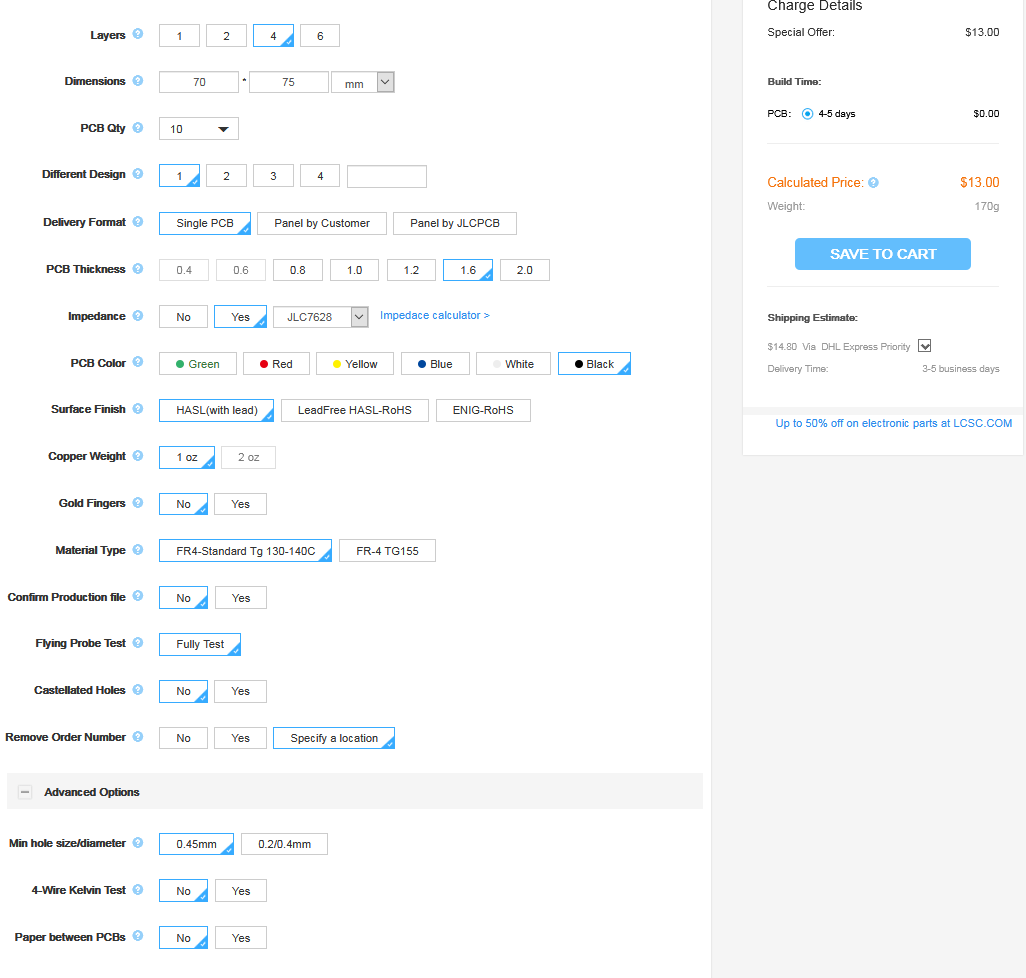 Layers ? 1 2 4 6
Dimensions ? 70 * 75 mm
PCB Qty ? 10
Different Design ? 1 2 3 4
Delivery Format ? Single PCB Panel by Customer Panel by JLCPCB
PCB Thickness ? 0.4 0.6 0.8 1.0 1.2 1.6 2.0
Impedance ? No Yes JLC7628 Impedace calculator >
PCB Color ? Green Red Yellow Blue White Black
Surface Finish ? HASL(with lead) LeadFree HASL-RoHS ENIG-RoHS
Copper Weight ? 1 oz 2 oz
Gold Fingers ? No Yes
Material Type ? FR4-Standard Tg 130-140C FR-4 TG155
Confirm Production file ? No Yes
Flying Probe Test ? Fully Test
Castellated Holes ? No Yes
Remove Order Number ? No Yes Specify a location
Advanced Options
Min hole size/diameter ? 0.45mm 0.2/0.4mm
4-Wire Kelvin Test ? No Yes
Paper between PCBs ? No Yes
Charge Details
Special Offer: $13.00
Build Time:
PCB: 4-5 days $0.00
Calculated Price: ? $13.00
Weight: 170g
SAVE TO CART
Shipping Estimate:
$14.80 Via DHL Express Priority
Delivery Time: 3-5 business days
Up to 50% off on electronic parts at LCSC.COM